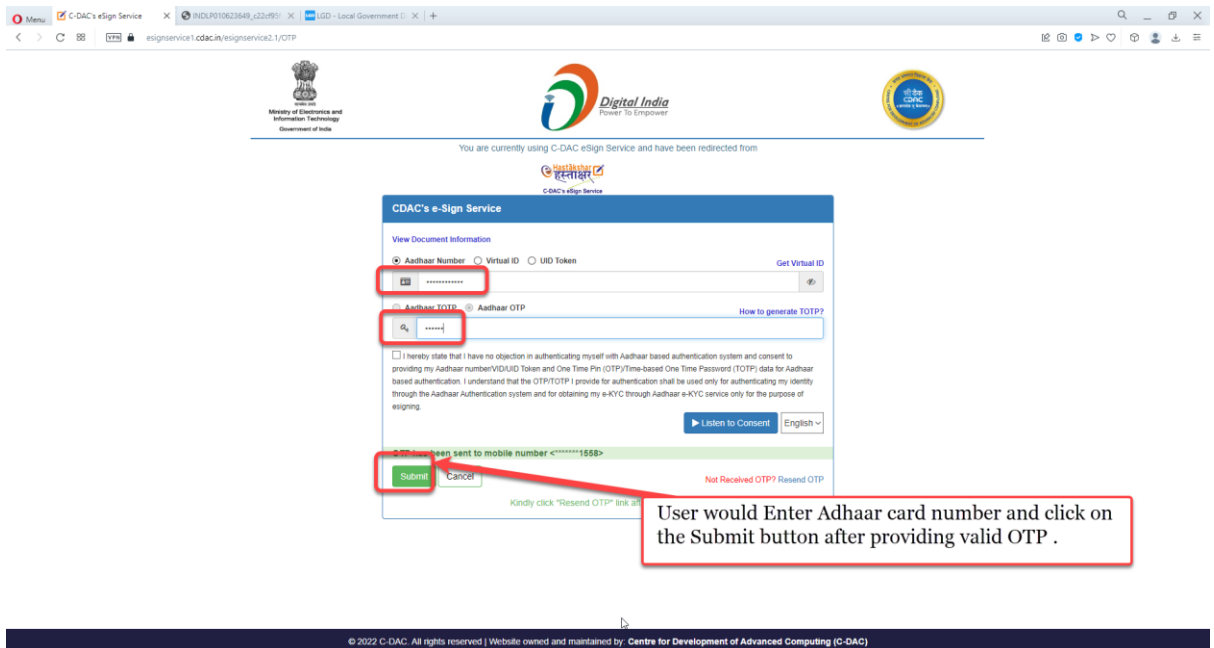 Menu
C-DAC's eSign Service
INDLP010623649_c22cf95
LGD - Local Government D
VPN
esignservice1.cdac.in/esignservice2.1/OTP
सत्यमेव जयते
Ministry of Electronics and
Information Technology
Government of India
Digital India
Power To Empower
सी डैक
CDAC
You are currently using C-DAC eSign Service and have been redirected from
eHastakshar
हस्ताक्षर
C-DAC's eSign Service
CDAC's e-Sign Service
View Document Information
Aadhaar Number Virtual ID UID Token
Get Virtual ID
············
Aadhaar TOTP Aadhaar OTP
How to generate TOTP?
······
I hereby state that I have no objection in authenticating myself with Aadhaar based authentication system and consent to
providing my Aadhaar number/VID/UID Token and One Time Pin (OTP)/Time-based One Time Password (TOTP) data for Aadhaar
based authentication. I understand that the OTP/TOTP I provide for authentication shall be used only for authenticating my identity
through the Aadhaar Authentication system and for obtaining my e-KYC through Aadhaar e-KYC service only for the purpose of
esigning.
Listen to Consent English
OTP has been sent to mobile number <*******1558>
Submit Cancel
Not Received OTP? Resend OTP
Kindly click "Resend OTP" link
User would Enter Adhaar card number and click on
the Submit button after providing valid OTP .
© 2022 C-DAC. All rights reserved | Website owned and maintained by: Centre for Development of Advanced Computing (C-DAC)